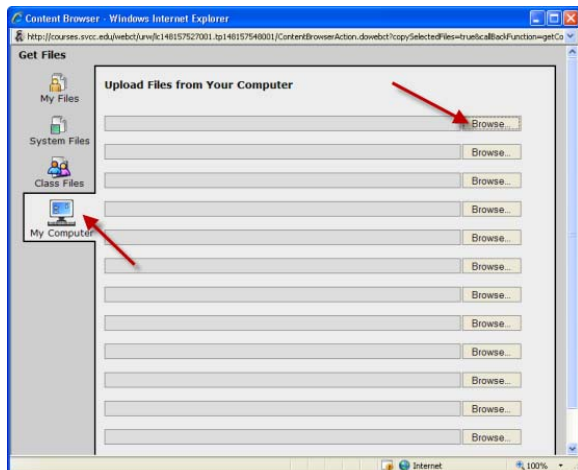 Content Browser - Windows Internet Explorer
http://courses.svcc.edu/webct/urw/lc148157527001.tp148157548001/ContentBrowserAction.dowebct?copySelectedFiles=true&callBackFunction=getCo
Get Files
My Files
System Files
Class Files
My Computer
Upload Files from Your Computer
Browse...
Browse...
Browse...
Browse...
Browse...
Browse...
Browse...
Browse...
Browse...
Browse...
Browse...
Browse...
Internet
100%